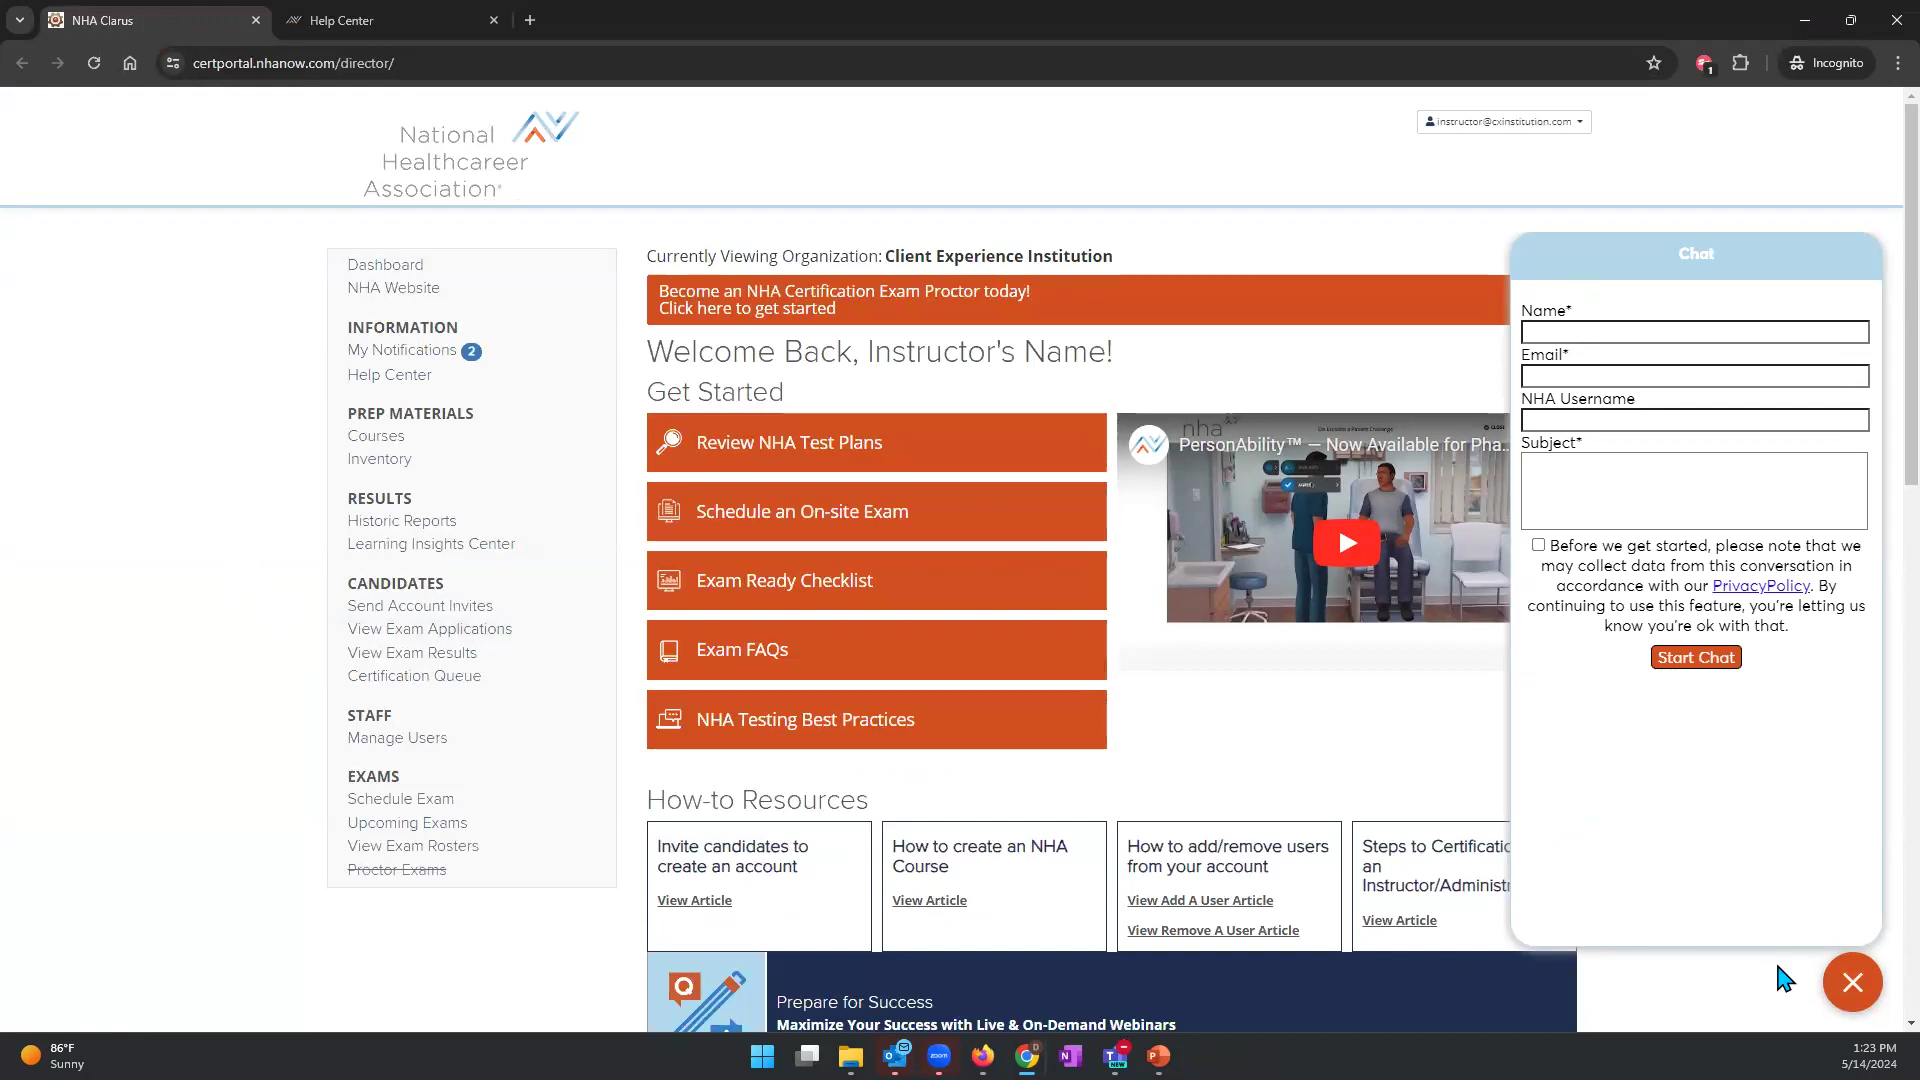 NHA Clarus
Help Center
certportal.nhanow.com/director/
1
Incognito
National
Healthcareer
Association®
instructor@cxinstitution.com
Dashboard
NHA Website
INFORMATION
My Notifications 2
Help Center
PREP MATERIALS
Courses
Inventory
RESULTS
Historic Reports
Learning Insights Center
CANDIDATES
Send Account Invites
View Exam Applications
View Exam Results
Certification Queue
STAFF
Manage Users
EXAMS
Schedule Exam
Upcoming Exams
View Exam Rosters
Proctor Exams
Currently Viewing Organization: Client Experience Institution
Become an NHA Certification Exam Proctor today!
Click here to get started
Welcome Back, Instructor's Name!
Get Started
Review NHA Test Plans
Schedule an On-site Exam
Exam Ready Checklist
Exam FAQs
NHA Testing Best Practices
nha
CLOSE
PersonAbility™ — Now Available for Pha...
How-to Resources
Invite candidates to
create an account
View Article
How to create an NHA
Course
View Article
How to add/remove users
from your account
View Add A User Article
View Remove A User Article
Steps to Certificatio
an
Instructor/Administ
View Article
Q
Prepare for Success
Maximize Your Success with Live & On-Demand Webinars
Chat
Name*
Email*
NHA Username
Subject*
Before we get started, please note that we
may collect data from this conversation in
accordance with our PrivacyPolicy. By
continuing to use this feature, you're letting us
know you're ok with that.
Start Chat
86°F
Sunny
zoom
D
NEW
1:23 PM
5/14/2024